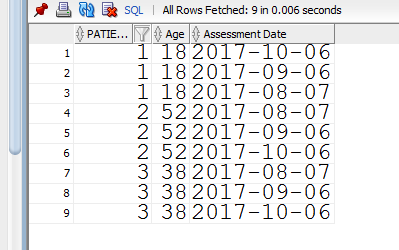 SQL | All Rows Fetched: 9 in 0.006 seconds
PATIE... Age Assessment Date
1 1 18 2017-10-06
2 1 18 2017-09-06
3 1 18 2017-08-07
4 2 52 2017-08-07
5 2 52 2017-09-06
6 2 52 2017-10-06
7 3 38 2017-08-07
8 3 38 2017-09-06
9 3 38 2017-10-06